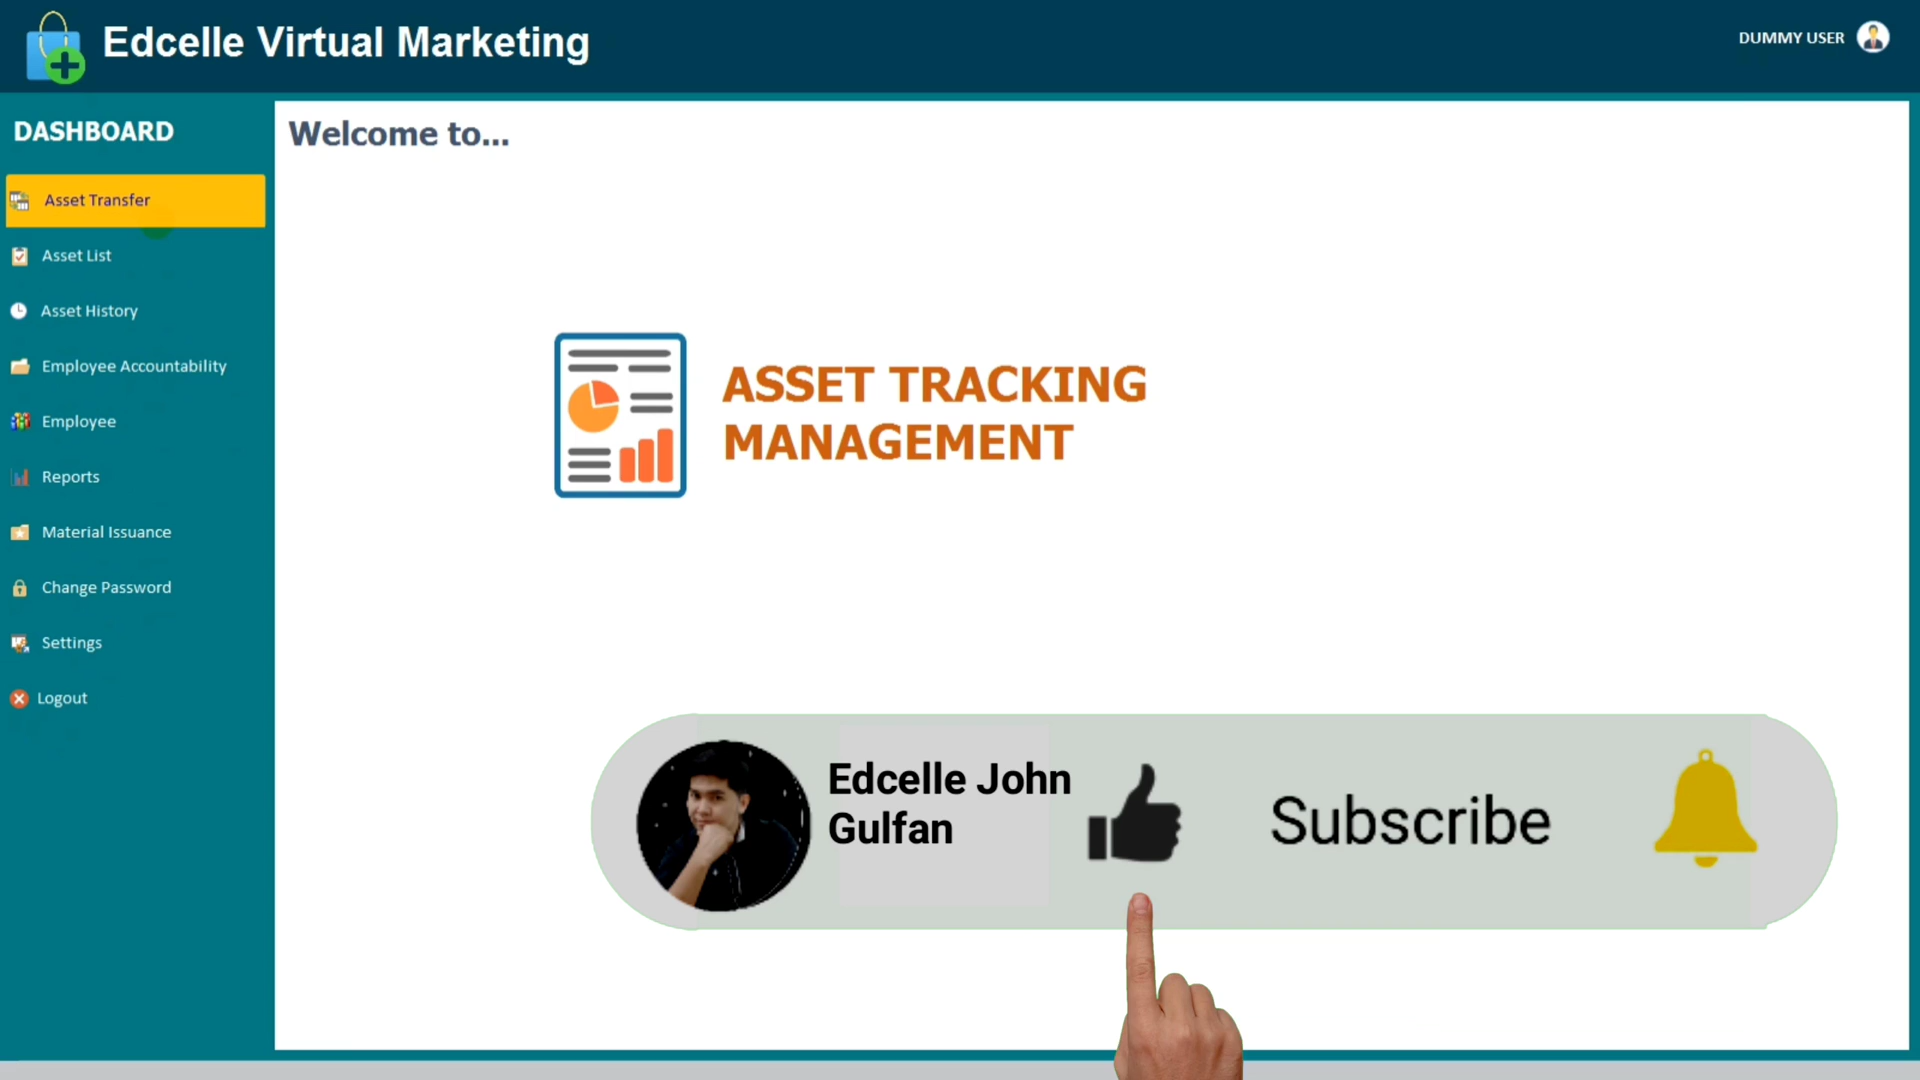 Edcelle Virtual Marketing
DUMMY USER
DASHBOARD
Welcome to...
Asset Transfer
Asset List
Asset History
Employee Accountability
Employee
Reports
Material Issuance
Change Password
Settings
Logout
ASSET TRACKING
MANAGEMENT
Edcelle John
Gulfan
Subscribe